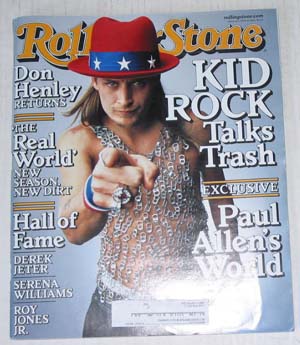 rollingstone.com
Rolling Stone
Don
Henley
RETURNS
THE
'Real
World'
NEW
SEASON,
NEW DIRT
Hall of
Fame
DEREK
JETER
SERENA
WILLIAMS
ROY
JONES
JR.
KID
ROCK
Talks
Trash
EXCLUSIVE
Paul
Allen's
World